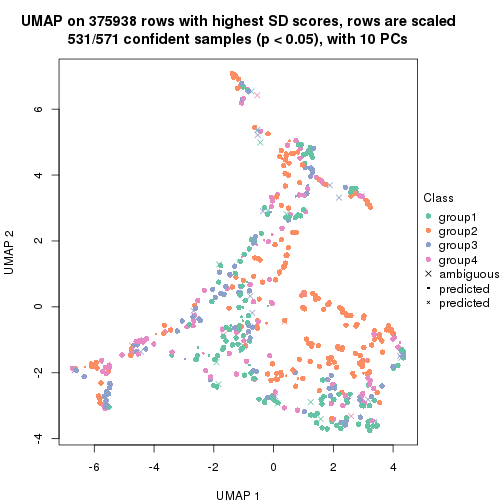 UMAP on 375938 rows with highest SD scores, rows are scaled
531/571 confident samples (p < 0.05), with 10 PCs
UMAP 2
6
4
2
0
-2
-4
-6
-4
-2
0
2
4
UMAP 1
Class
group1
group2
group3
group4
ambiguous
predicted
predicted